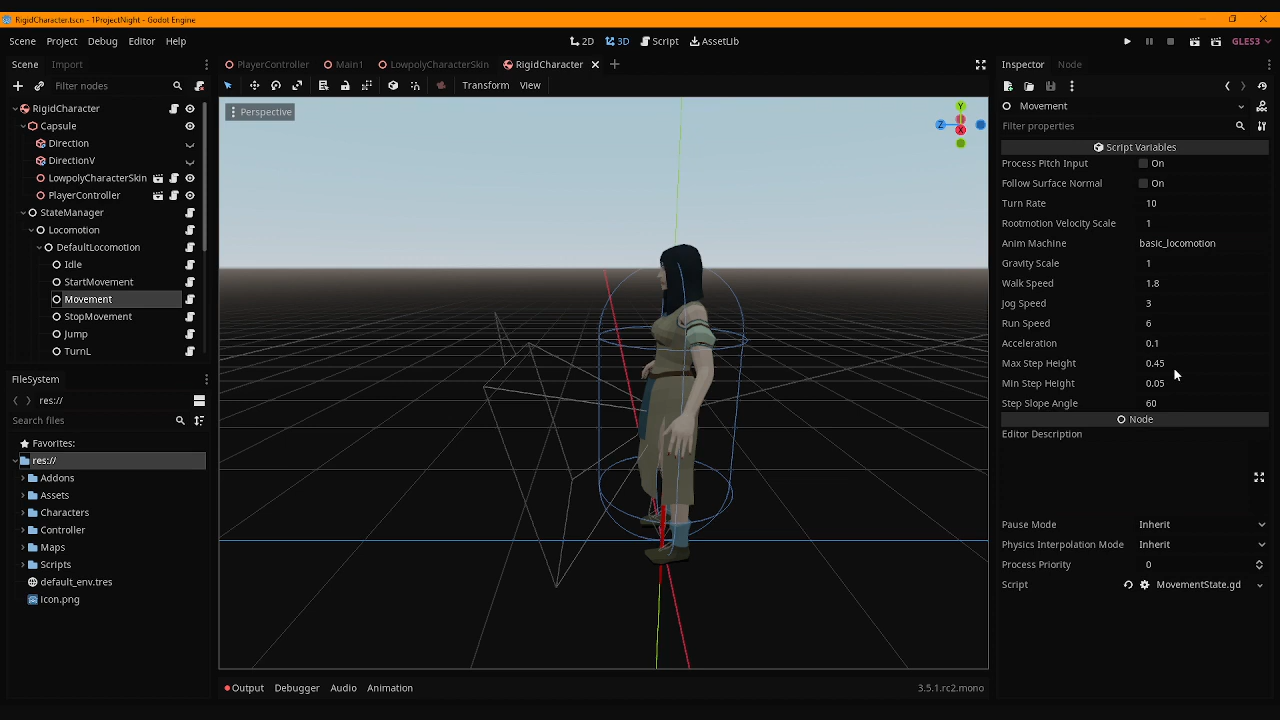 RigidCharacter.tscn - 1ProjectNight - Godot Engine
Scene Project Debug Editor Help
2D 3D Script AssetLib
GLES3
Scene Import
PlayerController Main1 LowpolyCharacterSkin RigidCharacter
Inspector Node
Filter nodes
Transform View
Perspective
Y
Z
X
RigidCharacter
Capsule
Direction
DirectionV
LowpolyCharacterSkin
PlayerController
StateManager
Locomotion
DefaultLocomotion
Idle
StartMovement
Movement
StopMovement
Jump
TurnL
FileSystem
res://
Search files
Favorites:
res://
Addons
Assets
Characters
Controller
Maps
Scripts
default_env.tres
icon.png
Output Debugger Audio Animation
3.5.1.rc2.mono
Movement
Filter properties
Script Variables
Process Pitch Input On
Follow Surface Normal On
Turn Rate 10
Rootmotion Velocity Scale 1
Anim Machine basic_locomotion
Gravity Scale 1
Walk Speed 1.8
Jog Speed 3
Run Speed 6
Acceleration 0.1
Max Step Height 0.45
Min Step Height 0.05
Step Slope Angle 60
Node
Editor Description
Pause Mode Inherit
Physics Interpolation Mode Inherit
Process Priority 0
Script MovementState.gd